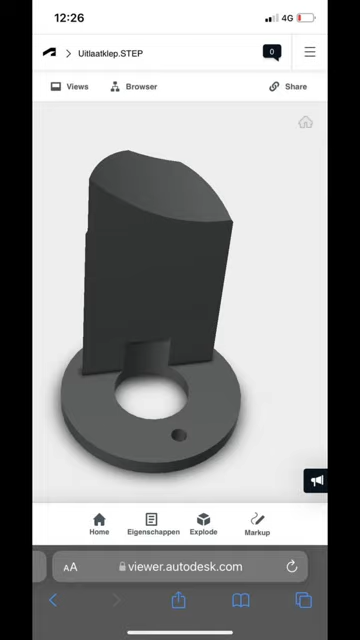 12:26 4G
Uitlaatklep.STEP 0
Views Browser Share
Home Eigenschappen Explode Markup
AA viewer.autodesk.com